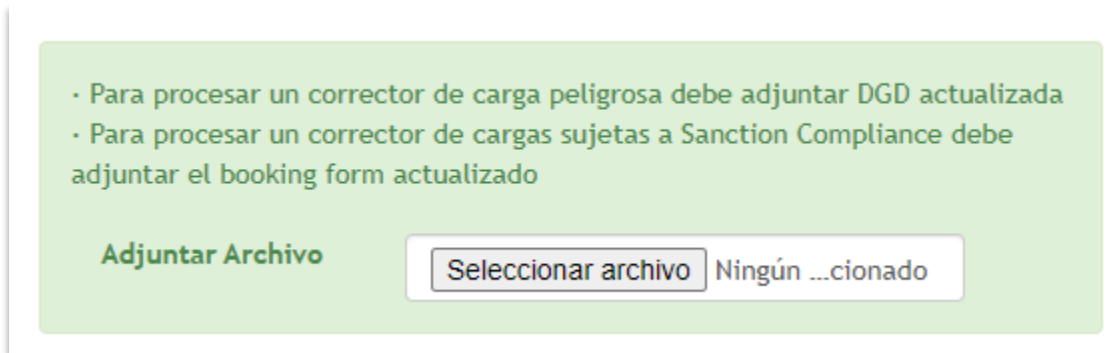 · Para procesar un corrector de carga peligrosa debe adjuntar DGD actualizada
· Para procesar un corrector de cargas sujetas a Sanction Compliance debe
adjuntar el booking form actualizado
Adjuntar Archivo
Seleccionar archivo Ningún ...cionado